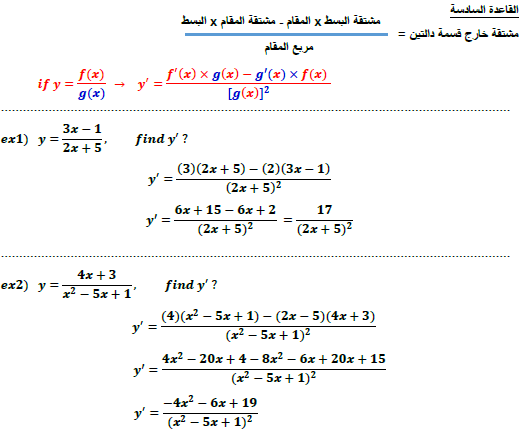 القاعدة السادسة
مشتقة خارج قسمة دالتين = (مشتقة البسط x المقام - مشتقة المقام x البسط) / مربع المقام
if y = f(x)/g(x) → y′ = (f′(x) × g(x) − g′(x) × f(x))/[g(x)]²
ex1) y = (3x − 1)/(2x + 5), find y′ ?
y′ = ((3)(2x + 5) − (2)(3x − 1))/(2x + 5)²
y′ = (6x + 15 − 6x + 2)/(2x + 5)² = 17/(2x + 5)²
ex2) y = (4x + 3)/(x² − 5x + 1), find y′ ?
y′ = ((4)(x² − 5x + 1) − (2x − 5)(4x + 3))/(x² − 5x + 1)²
y′ = (4x² − 20x + 4 − 8x² − 6x + 20x + 15)/(x² − 5x + 1)²
y′ = (−4x² − 6x + 19)/(x² − 5x + 1)²